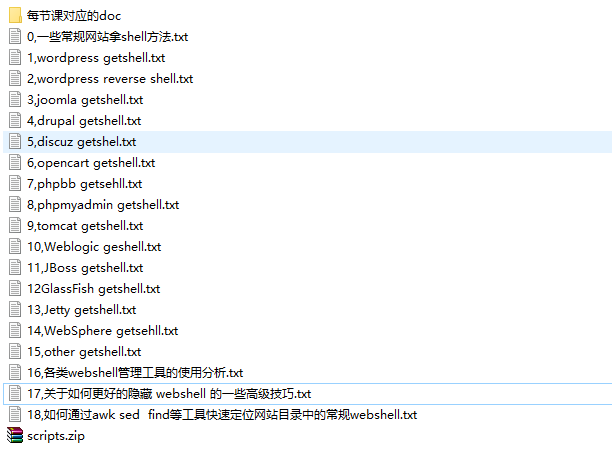 每节课对应的doc
0,一些常规网站拿shell方法.txt
1,wordpress getshell.txt
2,wordpress reverse shell.txt
3,joomla getshell.txt
4,drupal getshell.txt
5,discuz getshel.txt
6,opencart getshell.txt
7,phpbb getsehll.txt
8,phpmyadmin getshell.txt
9,tomcat getshell.txt
10,Weblogic geshell.txt
11,JBoss getshell.txt
12GlassFish getshell.txt
13,Jetty getshell.txt
14,WebSphere getsehll.txt
15,other getshell.txt
16,各类webshell管理工具的使用分析.txt
17,关于如何更好的隐藏 webshell 的一些高级技巧.txt
18,如何通过awk sed  find等工具快速定位网站目录中的常规webshell.txt
scripts.zip